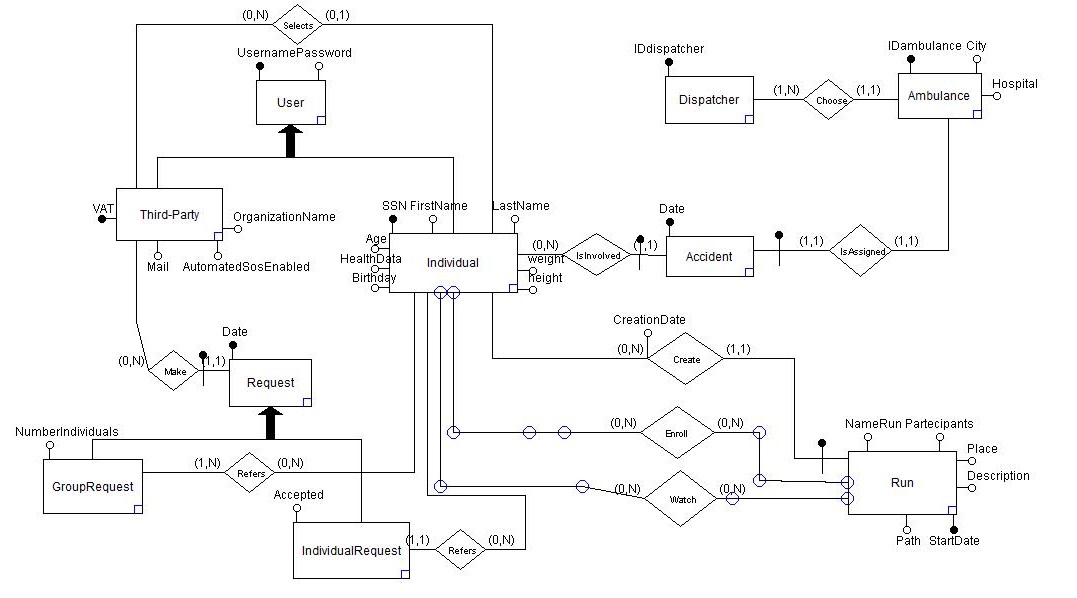 (0,N) Selects (0,1)
UsernamePassword
User
IDdispatcher
Dispatcher
(1,N) Choose (1,1)
IDambulance City
Ambulance
Hospital
VAT
Third-Party
OrganizationName
Mail
AutomatedSosEnabled
SSN FirstName
LastName
Age
HealthData
Birthday
Individual
weight
height
(0,N) IsInvolved (1,1)
Date
Accident
(1,1) IsAssigned (1,1)
(0,N) Make (1,1)
Date
Request
CreationDate
(0,N) Create (1,1)
NumberIndividuals
GroupRequest
(1,N) Refers (0,N)
(0,N) Enroll (0,N)
(0,N) Watch (0,N)
NameRun Partecipants
Place
Run
Description
Path
StartDate
Accepted
IndividualRequest
(1,1) Refers (0,N)